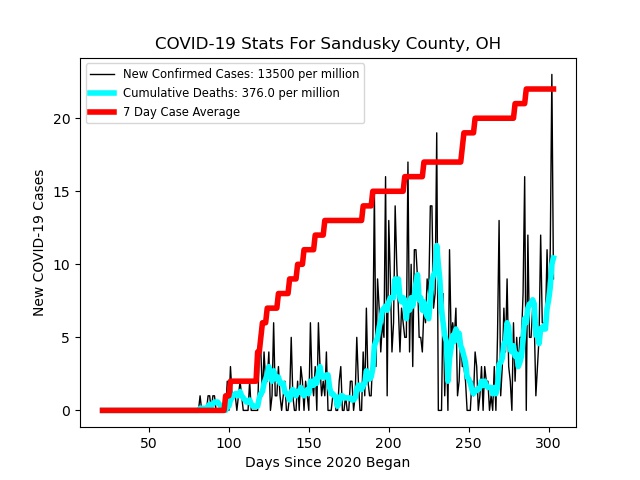 COVID-19 Stats For Sandusky County, OH
New Confirmed Cases: 13500 per million
Cumulative Deaths: 376.0 per million
7 Day Case Average
20
15
10
5
0
New COVID-19 Cases
50 100 150 200 250 300
Days Since 2020 Began